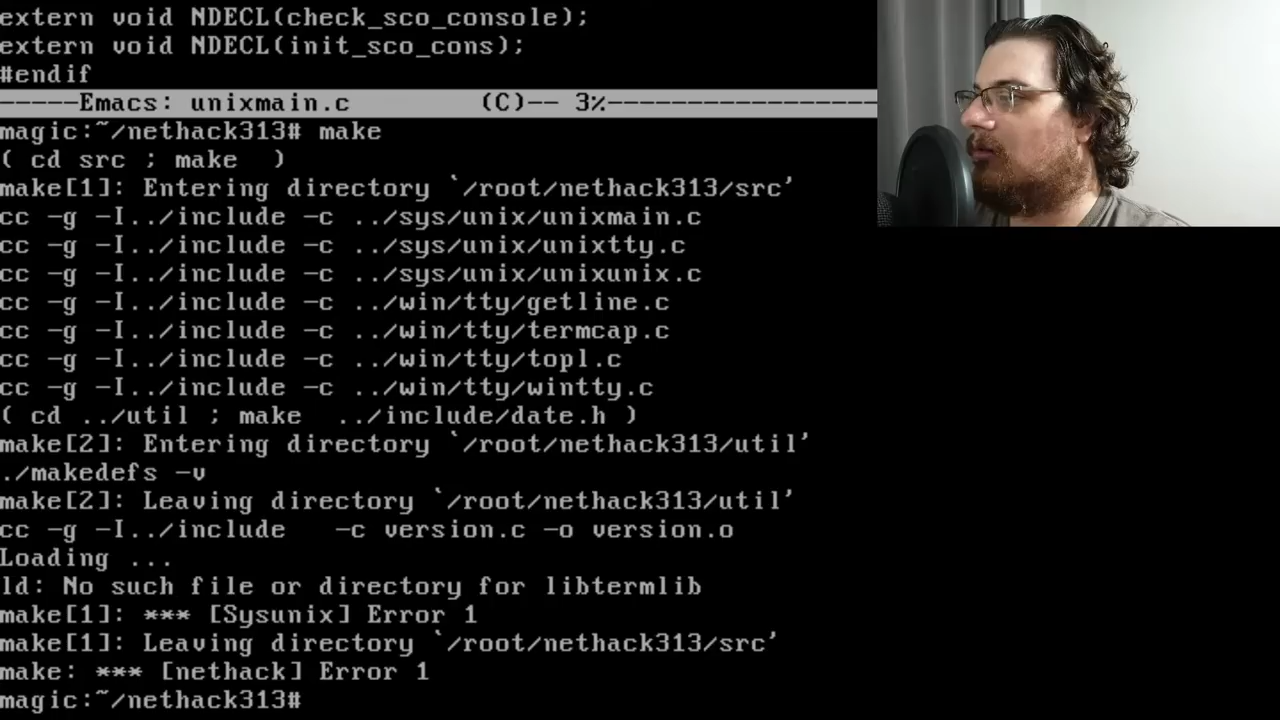 extern void NDECL(check_sco_console);
extern void NDECL(init_sco_cons);
#endif
-----Emacs: unixmain.c        (C)-- 3%-----------------
magic:~/nethack313# make
( cd src ; make  )
make[1]: Entering directory `/root/nethack313/src'
cc -g -I../include -c ../sys/unix/unixmain.c
cc -g -I../include -c ../sys/unix/unixtty.c
cc -g -I../include -c ../sys/unix/unixunix.c
cc -g -I../include -c ../win/tty/getline.c
cc -g -I../include -c ../win/tty/termcap.c
cc -g -I../include -c ../win/tty/topl.c
cc -g -I../include -c ../win/tty/wintty.c
( cd ../util ; make  ../include/date.h )
make[2]: Entering directory `/root/nethack313/util'
./makedefs -v
make[2]: Leaving directory `/root/nethack313/util'
cc -g -I../include   -c version.c -o version.o
Loading ...
ld: No such file or directory for libtermlib
make[1]: *** [Sysunix] Error 1
make[1]: Leaving directory `/root/nethack313/src'
make: *** [nethack] Error 1
magic:~/nethack313#